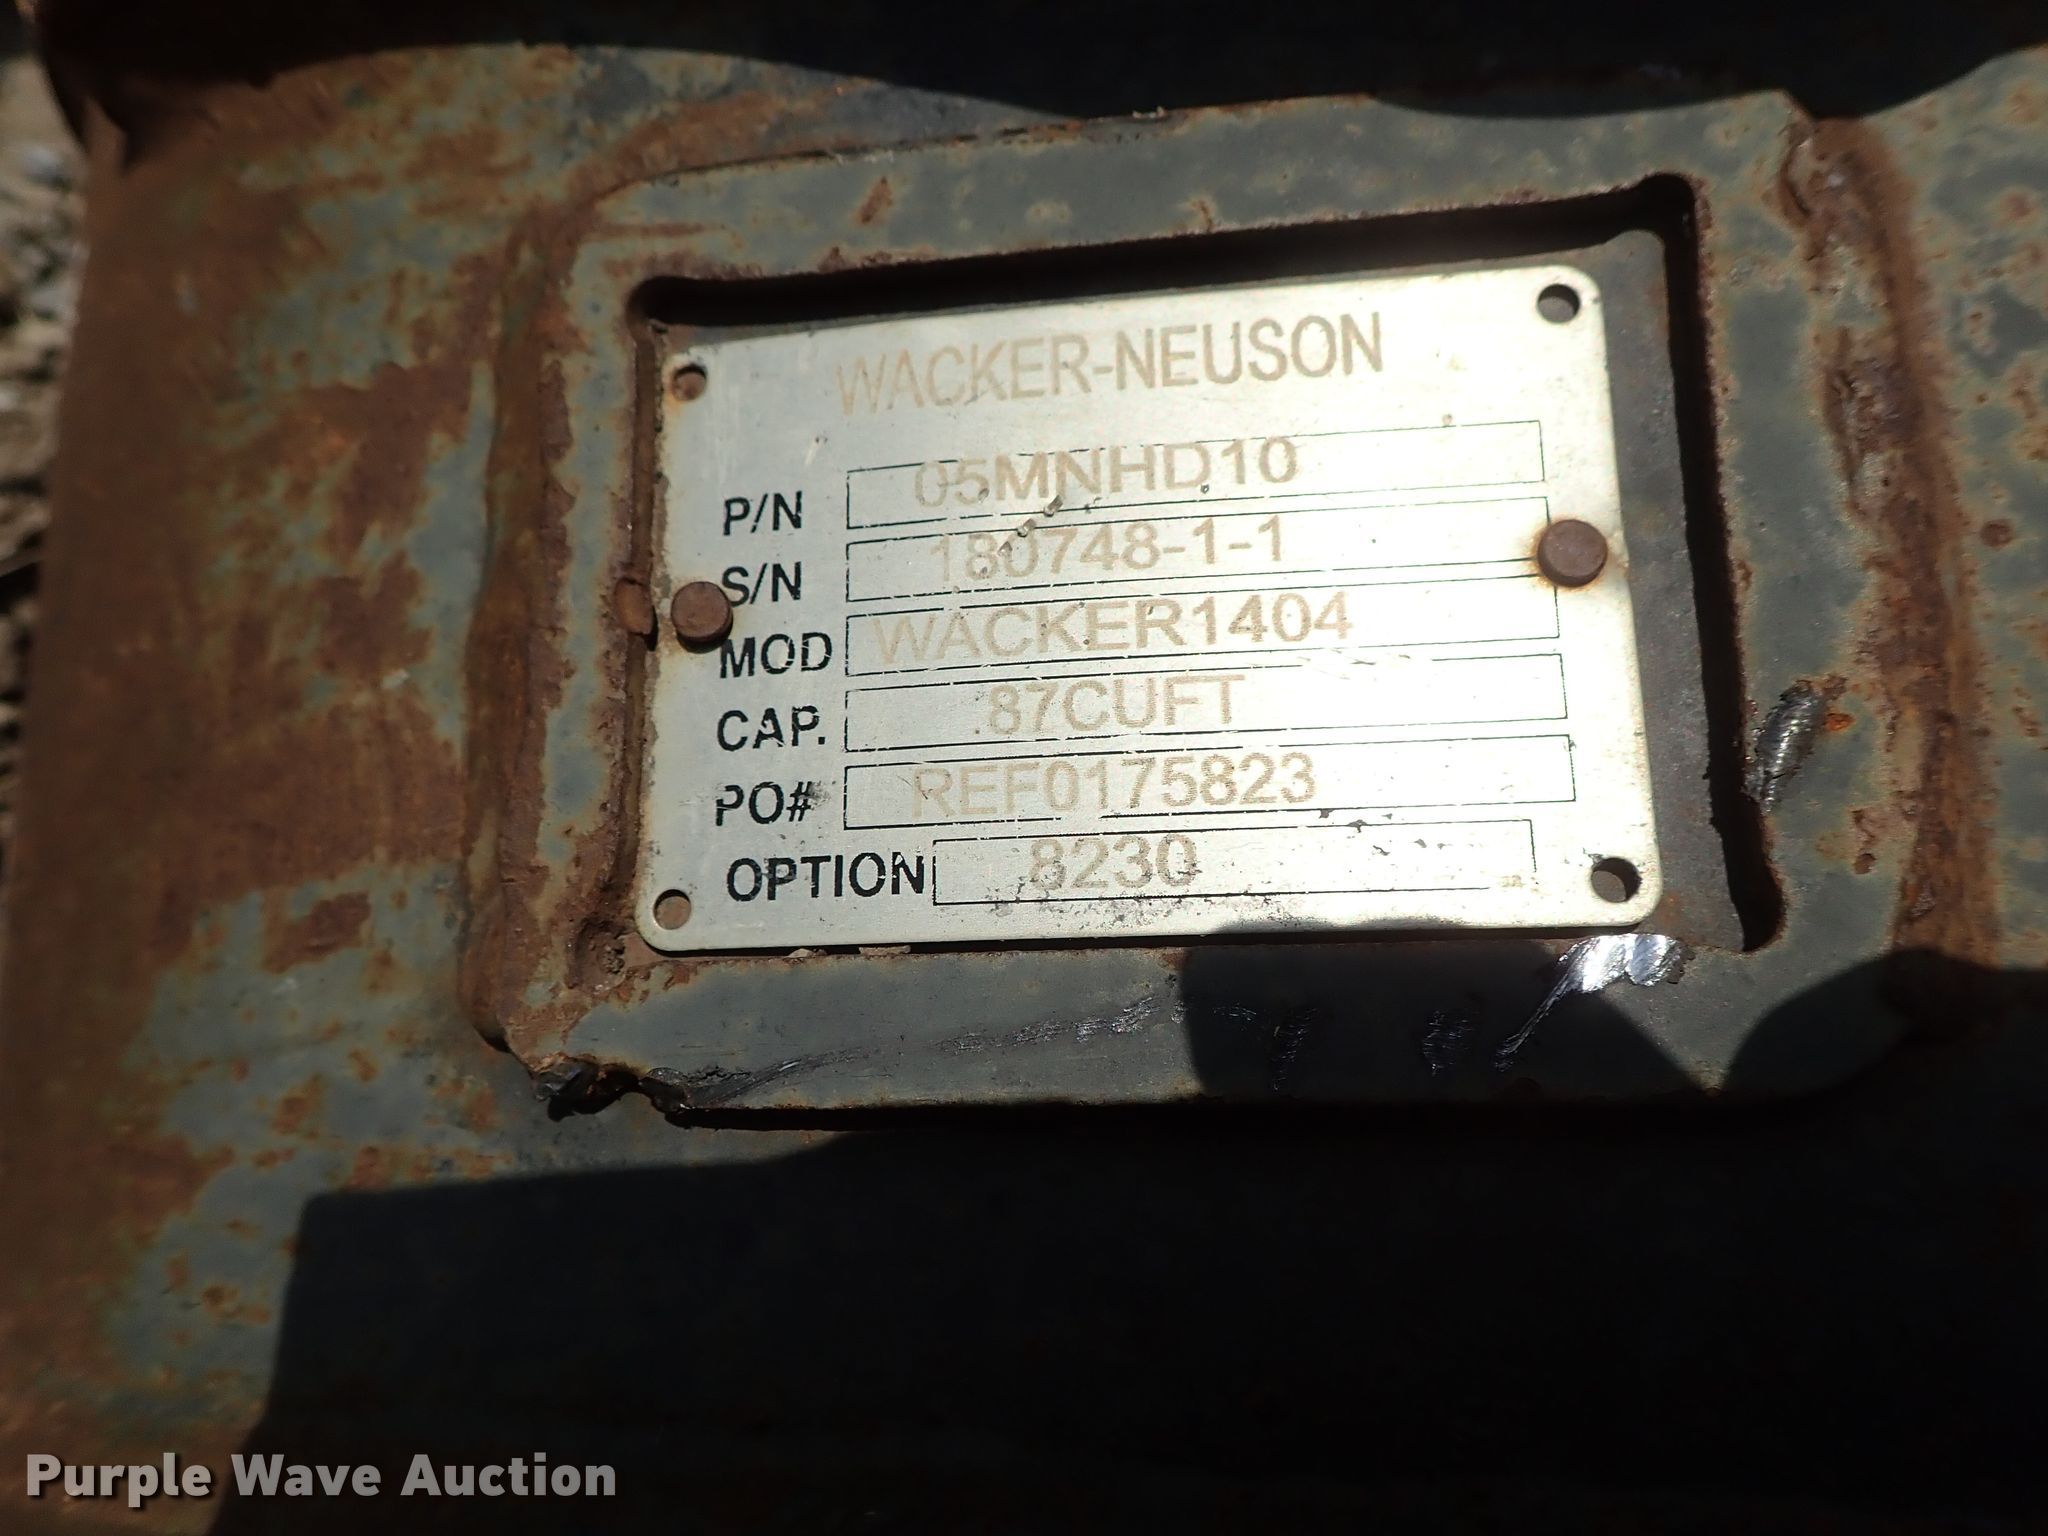 WACKER-NEUSON
P/N 05MNHD10
S/N 180748-1-1
MOD WACKER1404
CAP. .87CUFT
PO# REF0175823
OPTION 8230
Purple Wave Auction